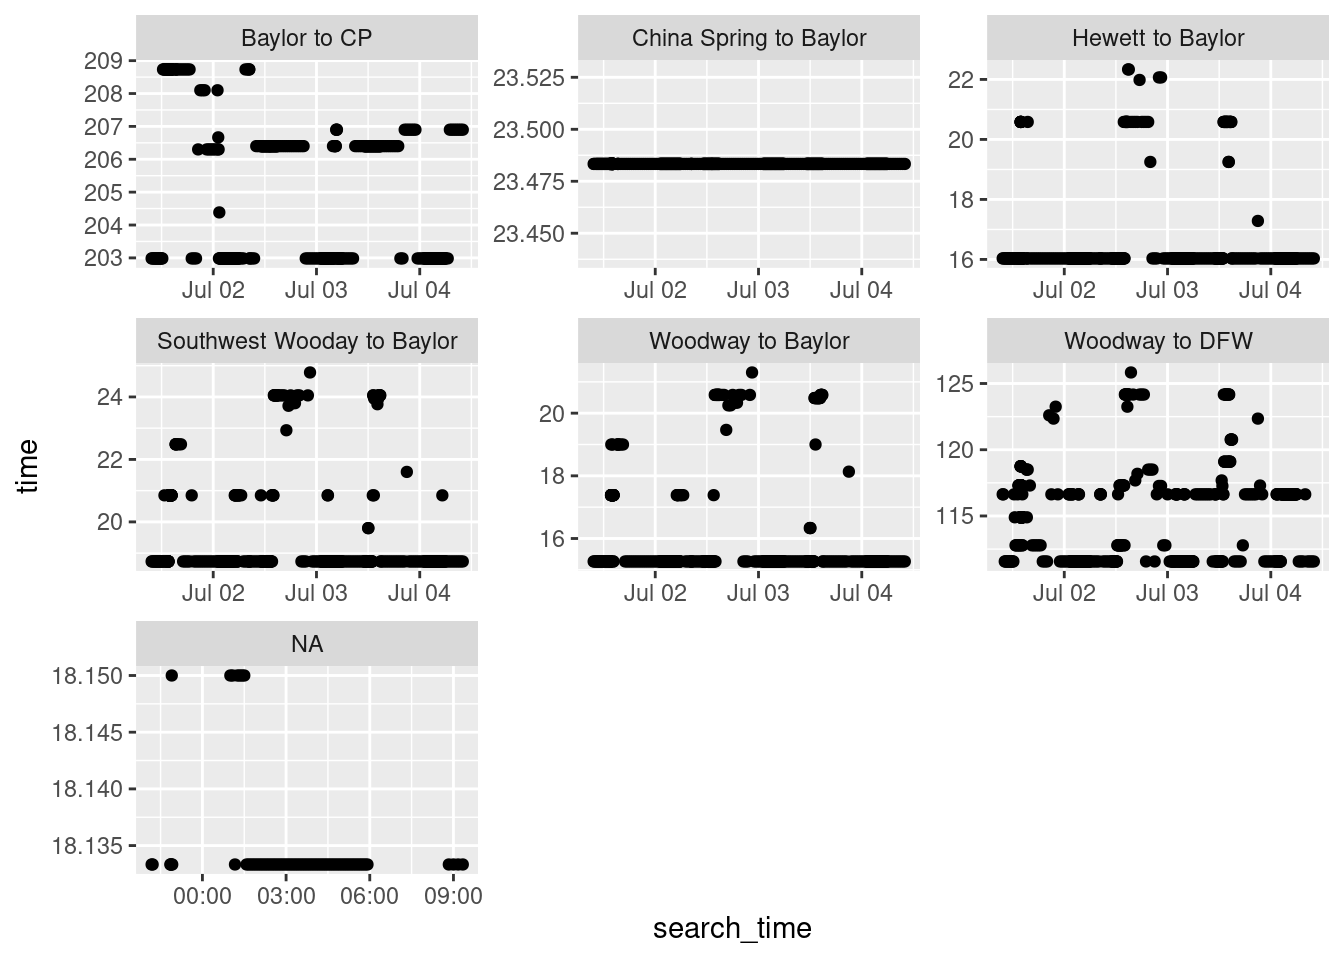 Baylor to CP
China Spring to Baylor
Hewett to Baylor
209
208
207
206
205
204
203
23.525
23.500
23.475
23.450
22
20
18
16
Jul 02 Jul 03 Jul 04
Jul 02 Jul 03 Jul 04
Jul 02 Jul 03 Jul 04
Southwest Wooday to Baylor
Woodway to Baylor
Woodway to DFW
24
22
20
20
18
16
125
120
115
Jul 02 Jul 03 Jul 04
Jul 02 Jul 03 Jul 04
Jul 02 Jul 03 Jul 04
time
NA
18.150
18.145
18.140
18.135
00:00 03:00 06:00 09:00
search_time